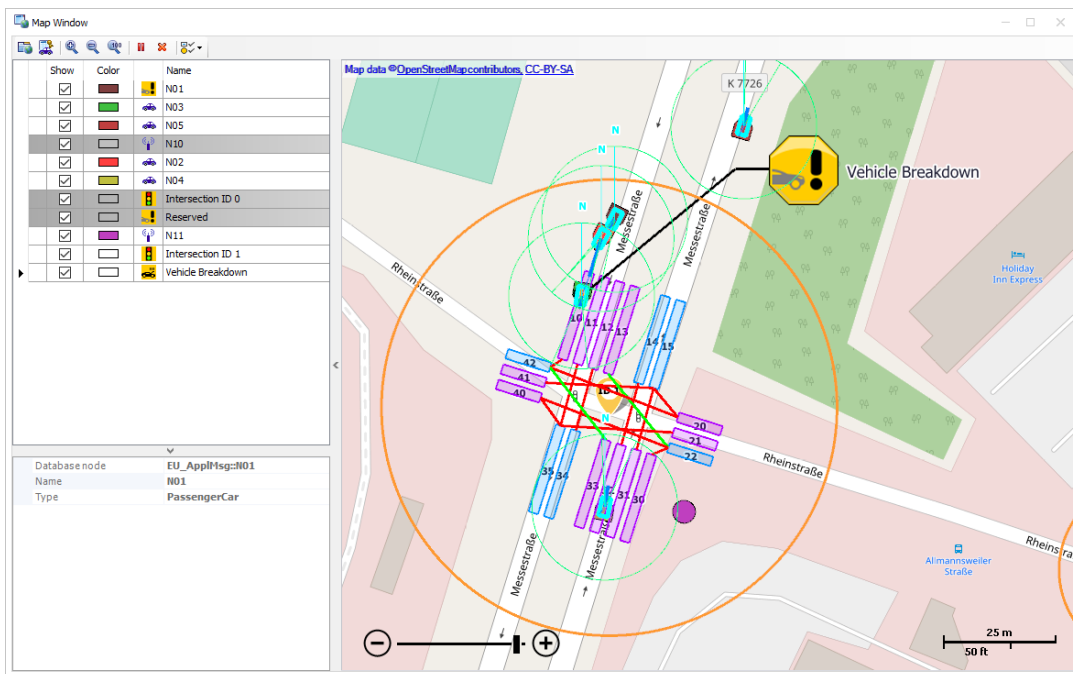 Map Window
Show Color Name
N01
N03
N05
N10
N02
N04
Intersection ID 0
Reserved
N11
Intersection ID 1
Vehicle Breakdown
Database node EU_ApplMsg::N01
Name N01
Type PassengerCar
Map data ©OpenStreetMapcontributors, CC-BY-SA
K 7726
N
N
N
Vehicle Breakdown
Messestraße
Messestraße
Rheinstraße
Holiday
Inn Express
10
11
12
13
14
15
42
41
40
ID 1
N
20
21
22
Rheinstraße
35
34
33
31
30
Messestraße
Messestraße
Allmannsweiler
Straße
25 m
50 ft